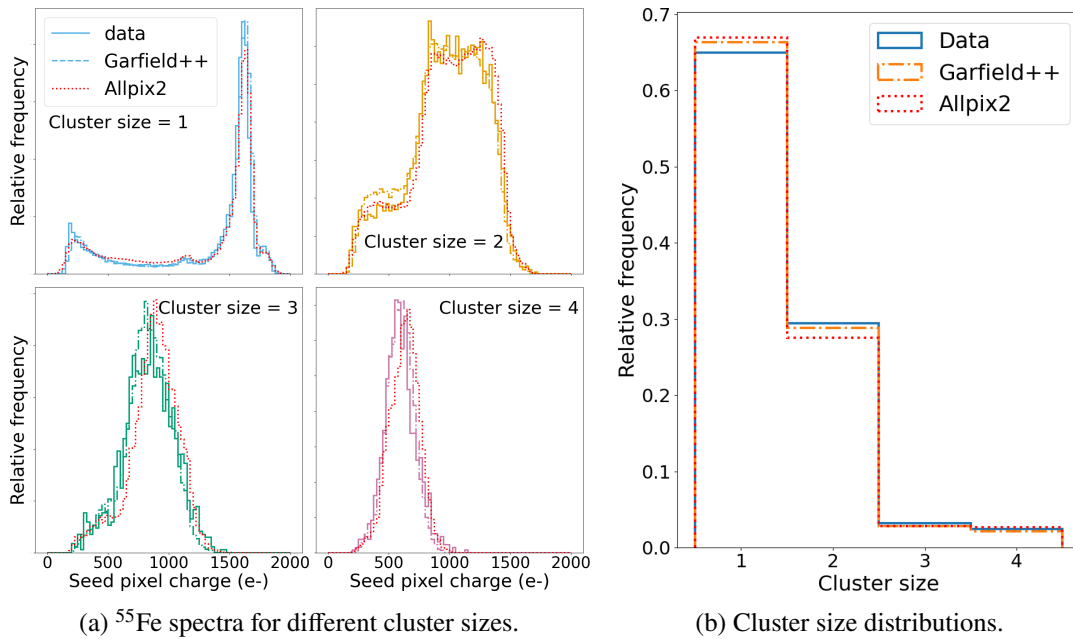 data
Garfield++
Allpix2
Cluster size = 1
Relative frequency
Cluster size = 2
Cluster size = 3
Relative frequency
0 500 1000 1500 2000
Seed pixel charge (e-)
Cluster size = 4
0 500 1000 1500 2000
Seed pixel charge (e-)
(a) ⁵⁵Fe spectra for different cluster sizes.
0.7
0.6
0.5
0.4
0.3
0.2
0.1
0.0
Relative frequency
Data
Garfield++
Allpix2
1 2 3 4
Cluster size
(b) Cluster size distributions.